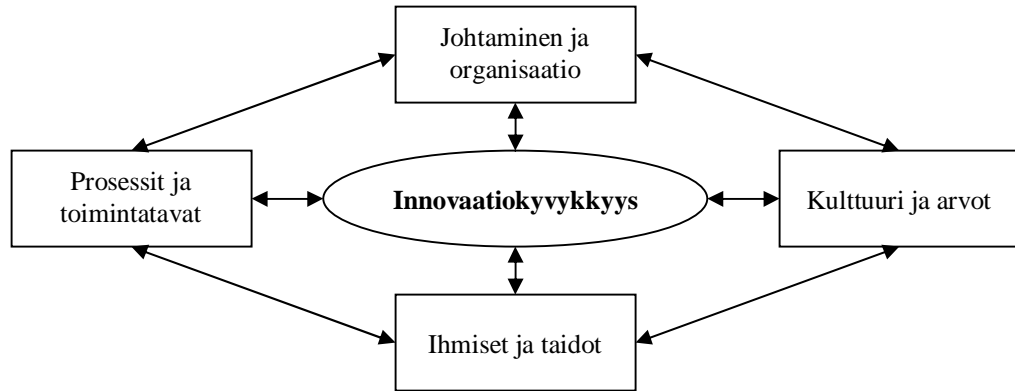 Johtaminen ja
organisaatio
Prosessit ja
toimintatavat
Innovaatiokyvykkyys
Kulttuuri ja arvot
Ihmiset ja taidot